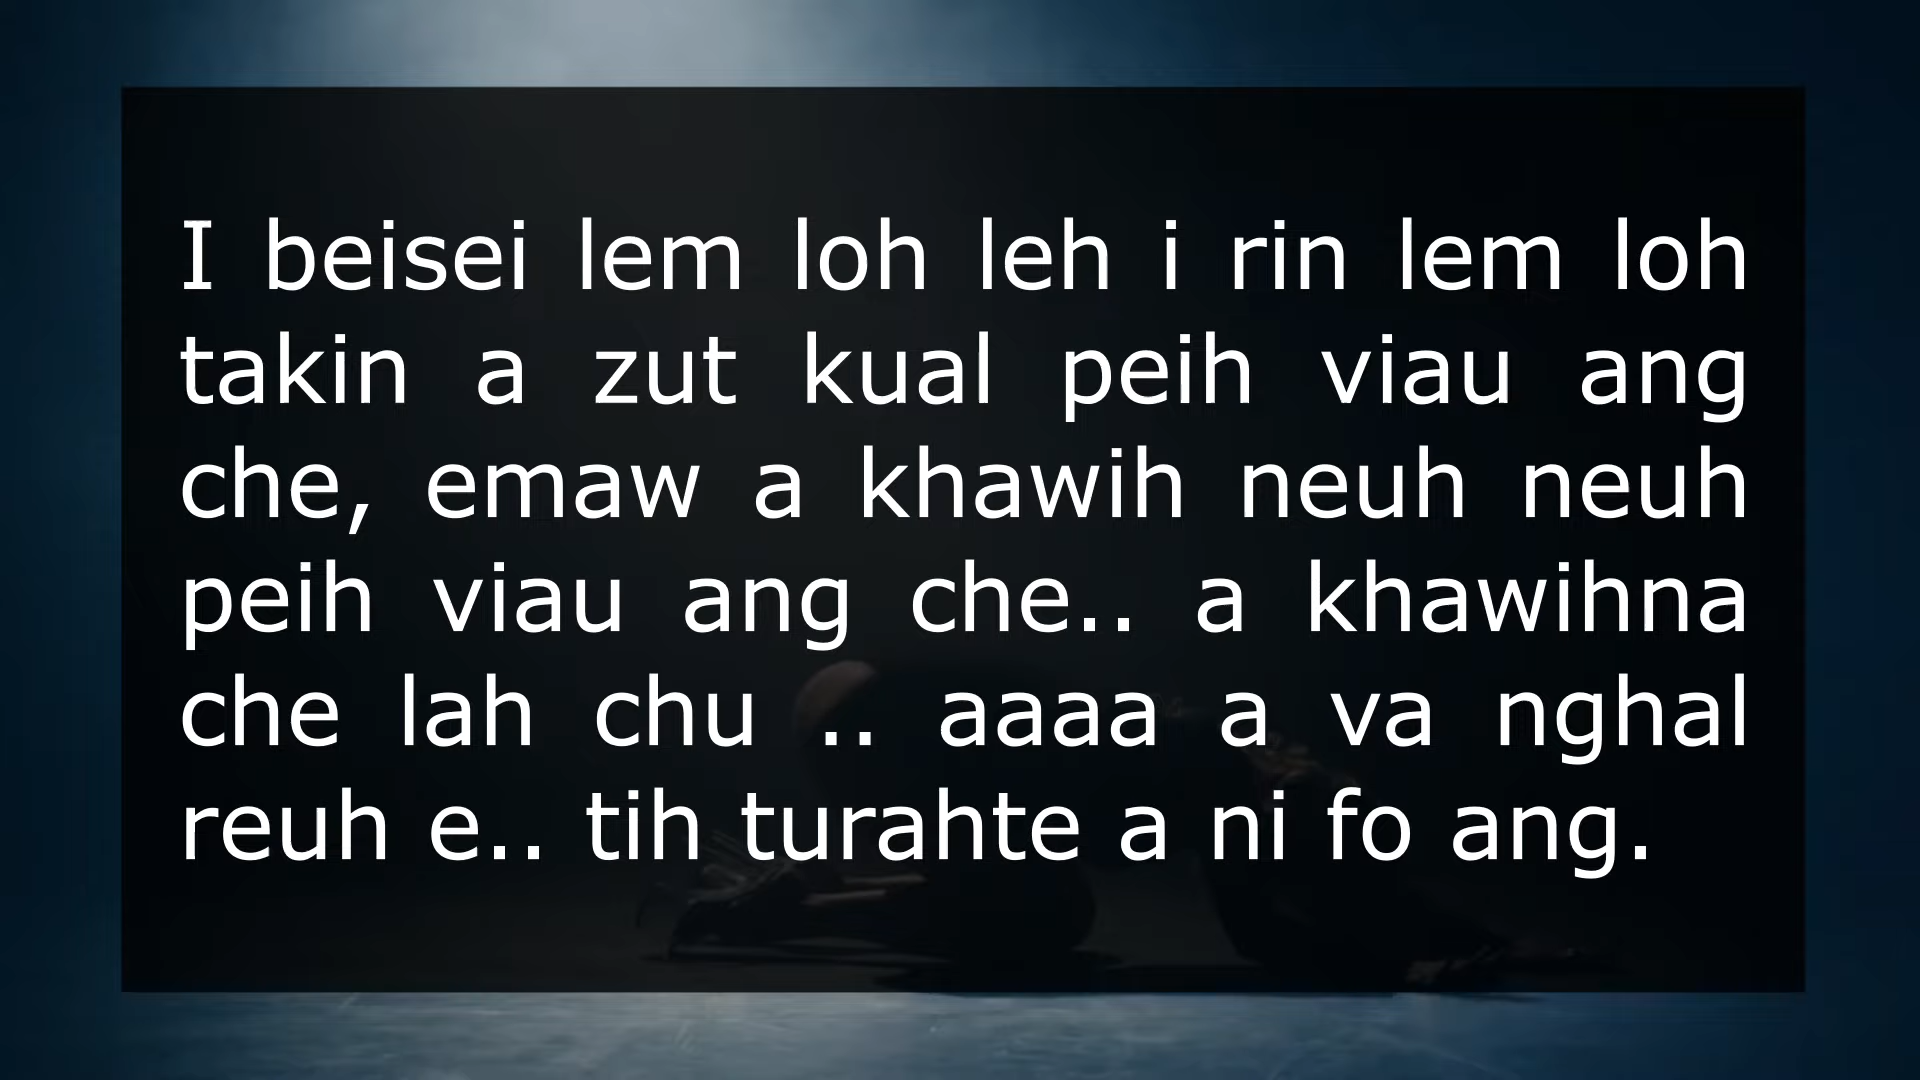 I beisei lem loh leh i rin lem loh
takin a zut kual peih viau ang
che, emaw a khawih neuh neuh
peih viau ang che.. a khawihna
che lah chu .. aaaa a va nghal
reuh e.. tih turahte a ni fo ang.